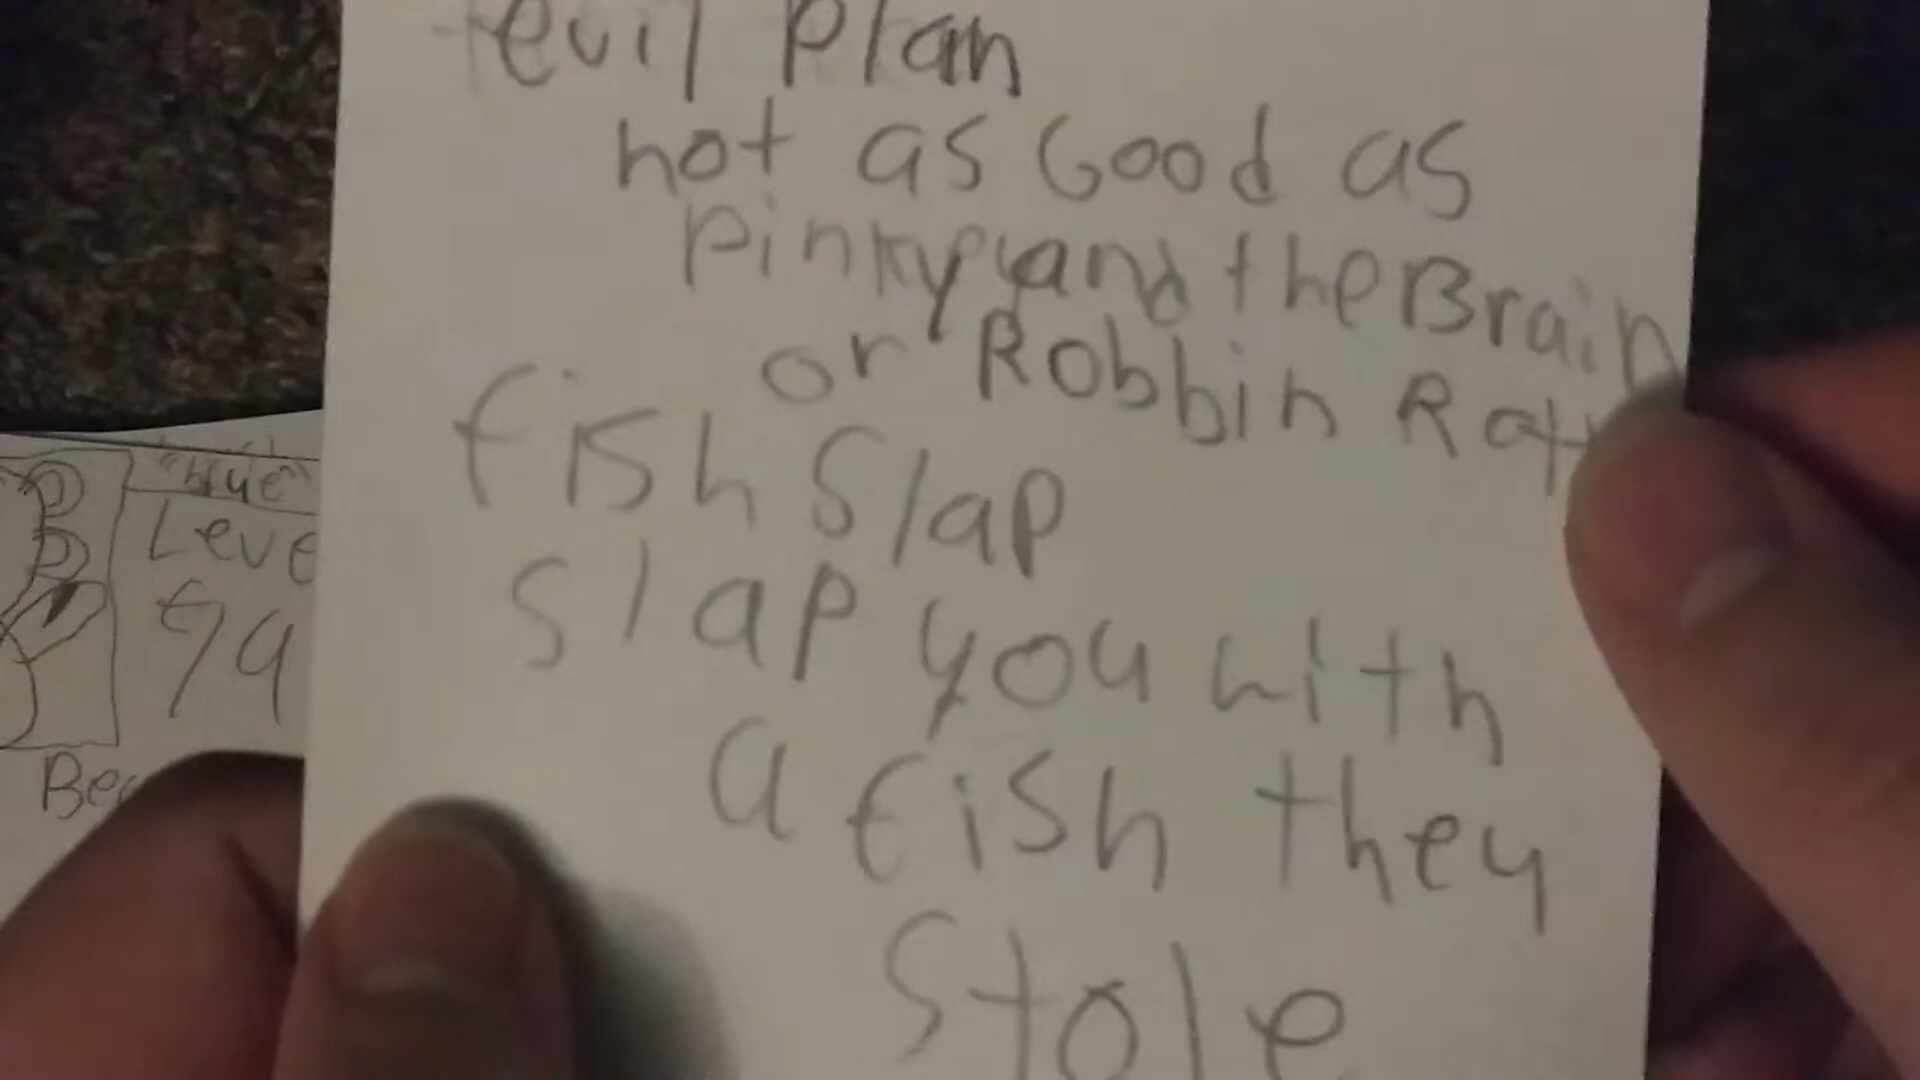 evil plan
not as Good as
pinky and the Brain
or Robbin Rat
fish Slap
slap you with
a fish they
Stole
"blue"
Leve
79
Be